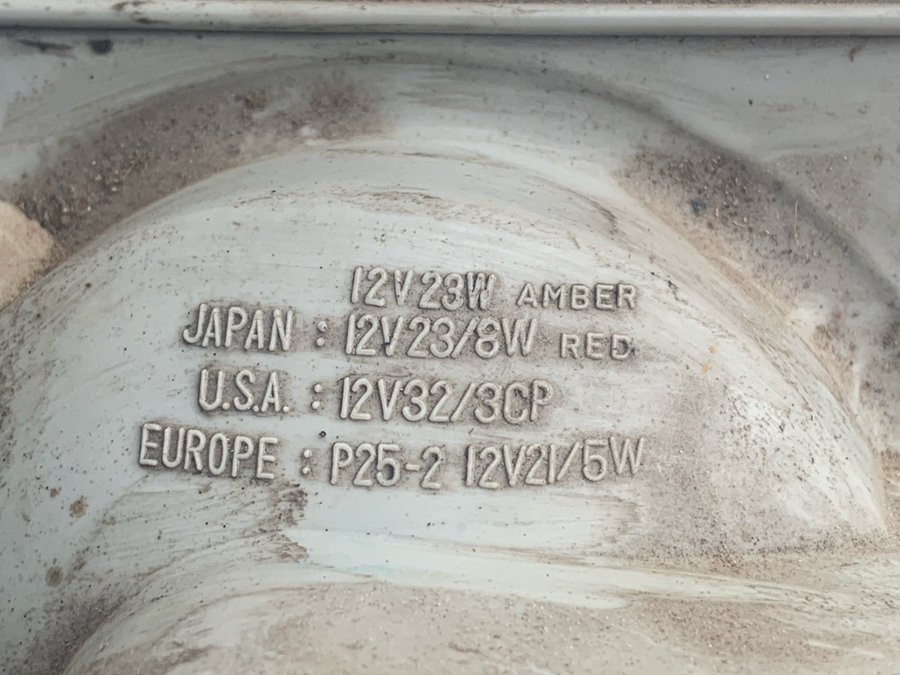 12V23W AMBER
JAPAN : 12V23/8W RED
U.S.A. : 12V32/3CP
EUROPE : P25-2 12V21/5W